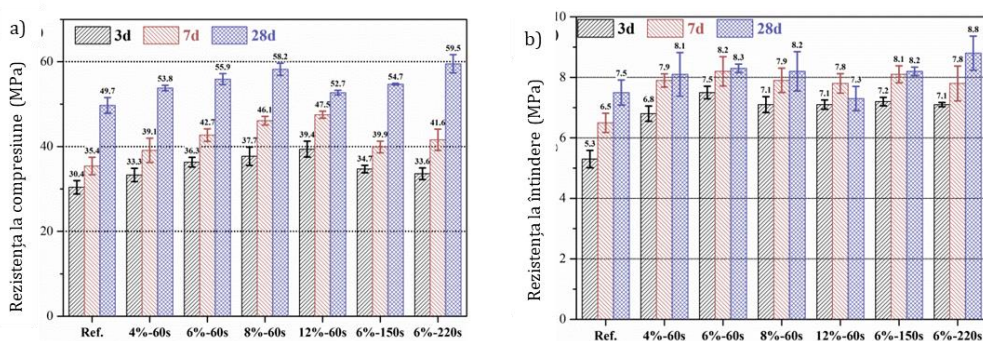 a)
3d 7d 28d
Rezistența la compresiune (MPa)
60
40
20
0
30.4 35.4 49.7
33.3 39.1 53.8
36.3 42.7 55.9
37.7 46.1 58.2
39.4 47.5 52.7
34.7 39.9 54.7
33.6 41.6 59.5
Ref. 4%-60s 6%-60s 8%-60s 12%-60s 6%-150s 6%-220s
b)
3d 7d 28d
Rezistența la întindere (MPa)
10
8
6
4
2
0
5.3 6.5 7.5
6.8 7.9 8.1
7.5 8.2 8.3
7.1 7.9 8.2
7.1 7.8 7.3
7.2 8.1 8.2
7.1 7.8 8.8
Ref. 4%-60s 6%-60s 8%-60s 12%-60s 6%-150s 6%-220s